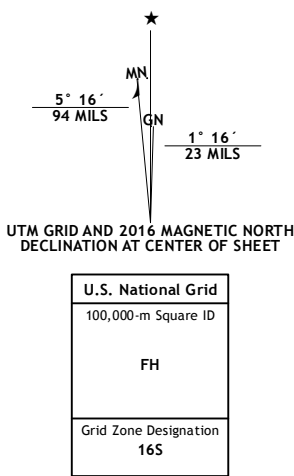 ★
MN
GN
5° 16´
94 MILS
1° 16´
23 MILS
UTM GRID AND 2016 MAGNETIC NORTH
DECLINATION AT CENTER OF SHEET
U.S. National Grid
100,000-m Square ID
FH
Grid Zone Designation
16S